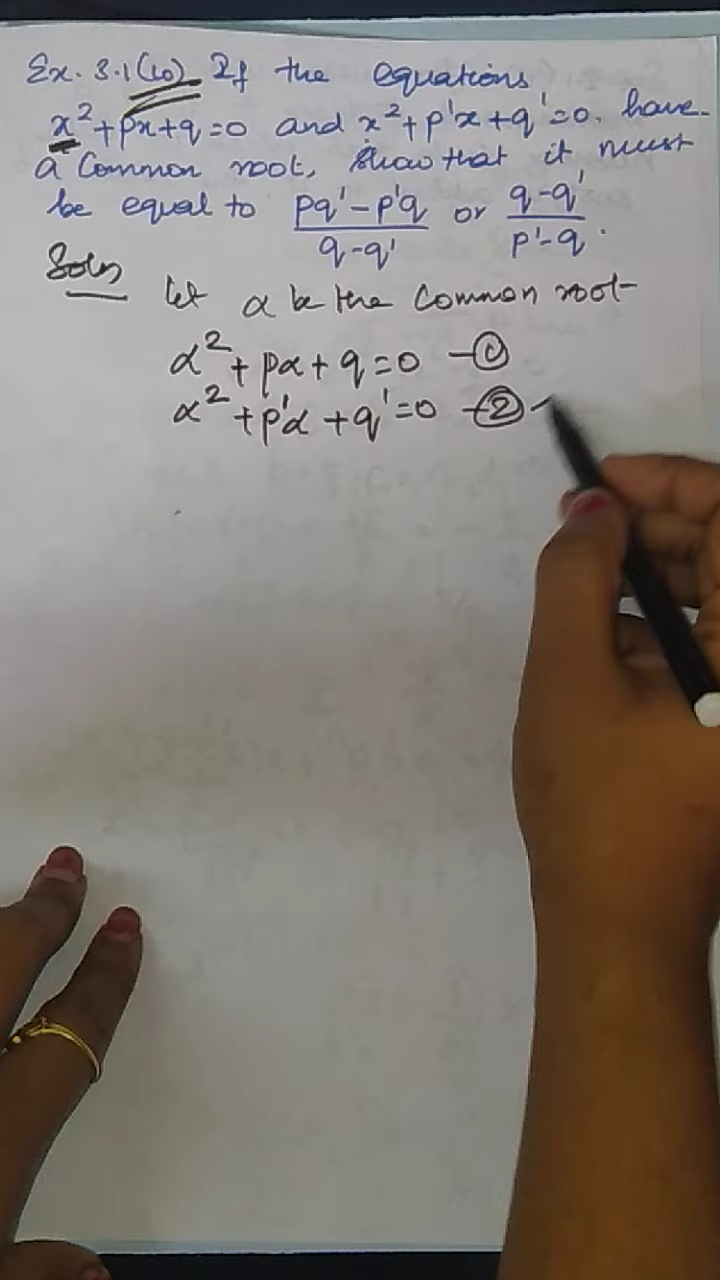 Ex. 3.1(10) If the equations
x² + px + q = 0 and x² + p'x + q' = 0. have
a Common root, show that it must
be equal to (pq' - p'q)/(q - q') or (q - q')/(p' - q).
Soln
Let α be the Common root
α² + pα + q = 0 —①
α² + p'α + q' = 0 —②